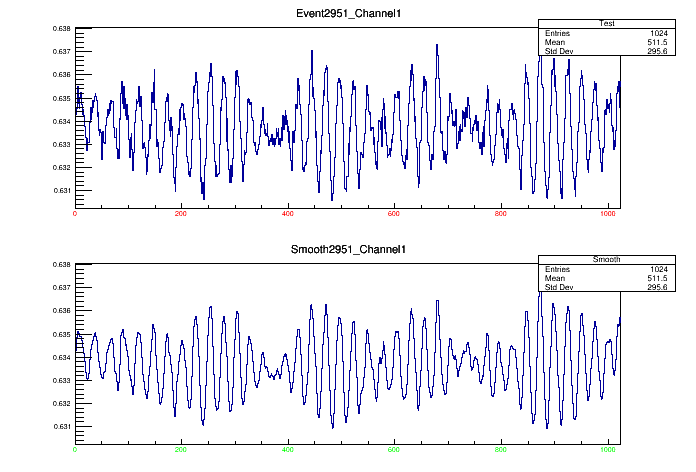 Event2951_Channel1
Test
Entries 1024
Mean 511.5
Std Dev 295.6
0.638
0.637
0.636
0.635
0.634
0.633
0.632
0.631
0 200 400 600 800 1000
Smooth2951_Channel1
Smooth
Entries 1024
Mean 511.5
Std Dev 295.6
0.638
0.637
0.636
0.635
0.634
0.633
0.632
0.631
0 200 400 600 800 1000